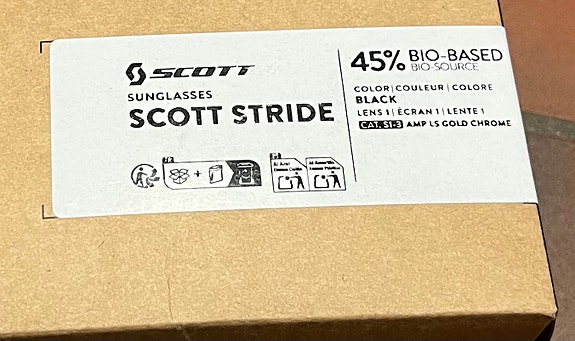 SCOTT
SUNGLASSES
SCOTT STRIDE
45% BIO-BASED
BIO-SOURCE
COLOR | COULEUR | COLORE
BLACK
LENS 1 | ÉCRAN 1 | LENTE 1
CAT. S1-3 AMP LS GOLD CHROME